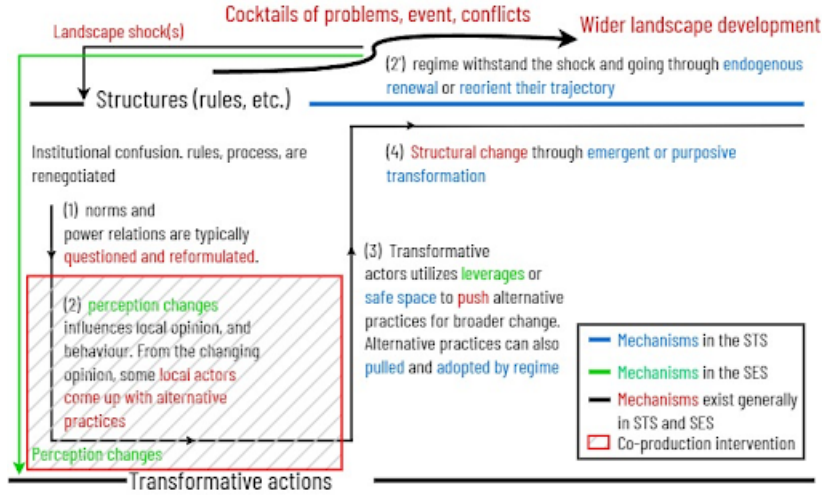 Cocktails of problems, event, conflicts
Landscape shock(s)
Wider landscape development
(2') regime withstand the shock and going through endogenous
renewal or reorient their trajectory
Structures (rules, etc.)
Institutional confusion. rules, process, are
renegotiated
(4) Structural change through emergent or purposive
transformation
(1) norms and
power relations are typically
questioned and reformulated.
(2) perception changes
influences local opinion, and
behaviour. From the changing
opinion, some local actors
come up with alternative
practices
(3) Transformative
actors utilizes leverages or
safe space to push alternative
practices for broader change.
Alternative practices can also
pulled and adopted by regime
Mechanisms in the STS
Mechanisms in the SES
Mechanisms exist generally
in STS and SES
Co-production intervention
Perception changes
Transformative actions